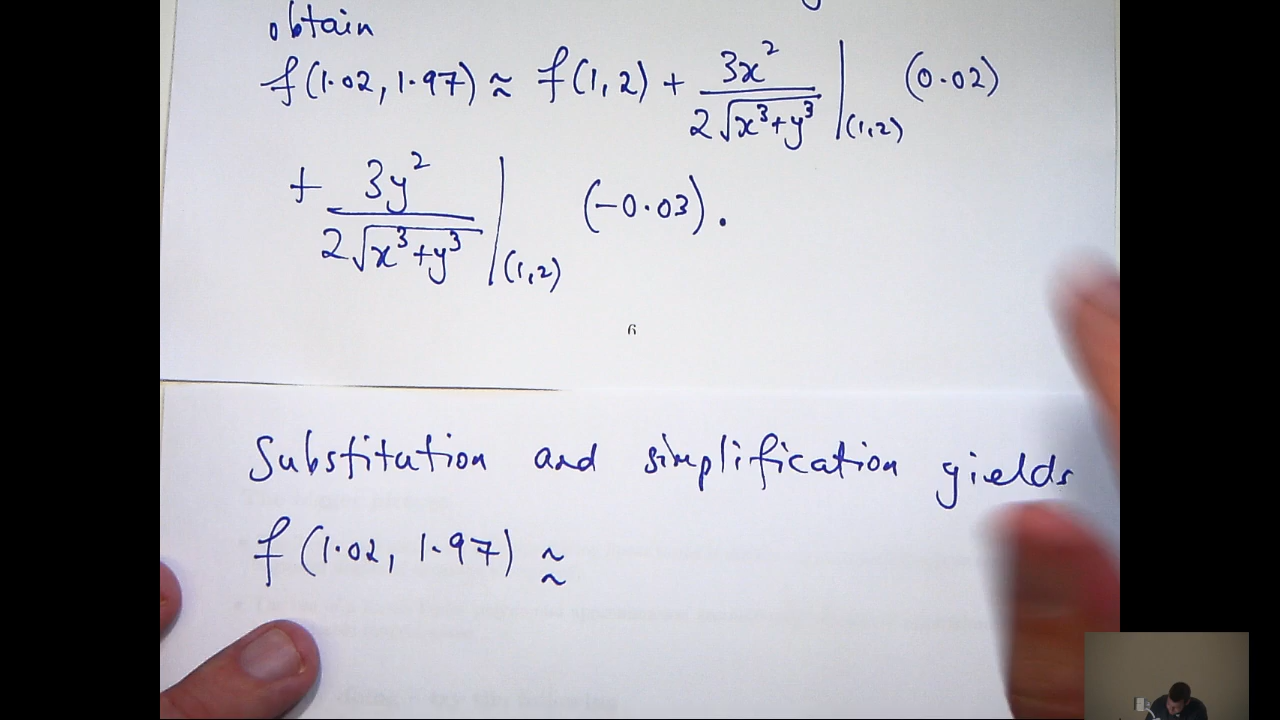 obtain
f(1.02, 1.97) ≈ f(1,2) + 3x²/2√x³+y³ |(1,2) (0.02)
+ 3y²/2√x³+y³ |(1,2) (-0.03).
6
Substitution and simplification yields
f(1.02, 1.97) ≈